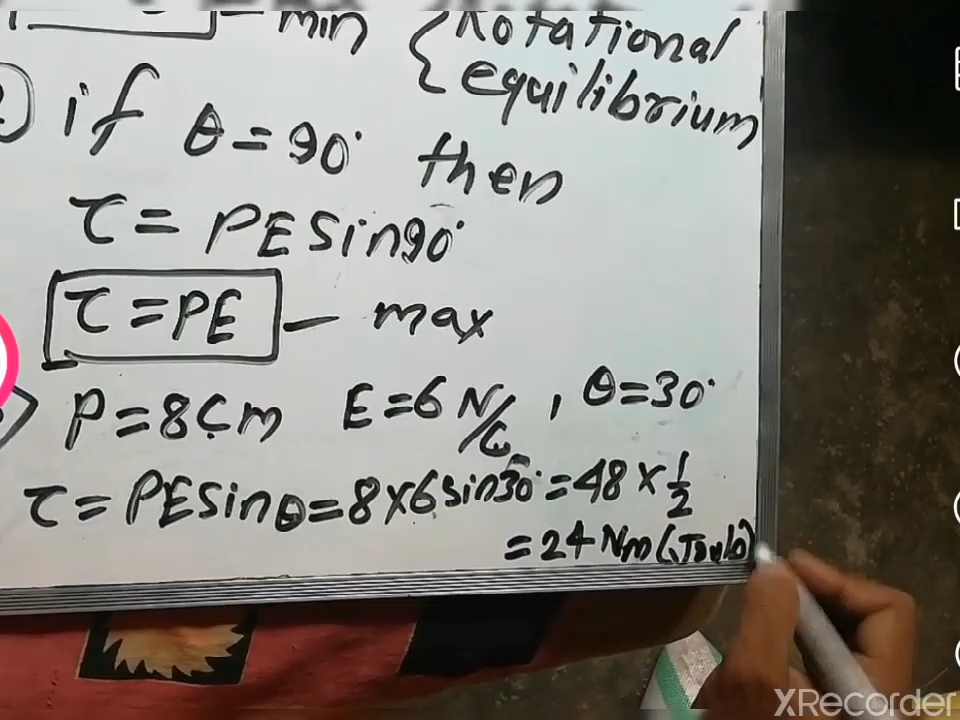 min { Rotational
equilibrium
if θ = 90° then
τ = PE sin90°
τ = PE — max
P = 8 C m E = 6 N/C , θ = 30°
τ = PE sinθ = 8 × 6 sin30° = 48 × 1/2
= 24 Nm (Joule)
XRecorder